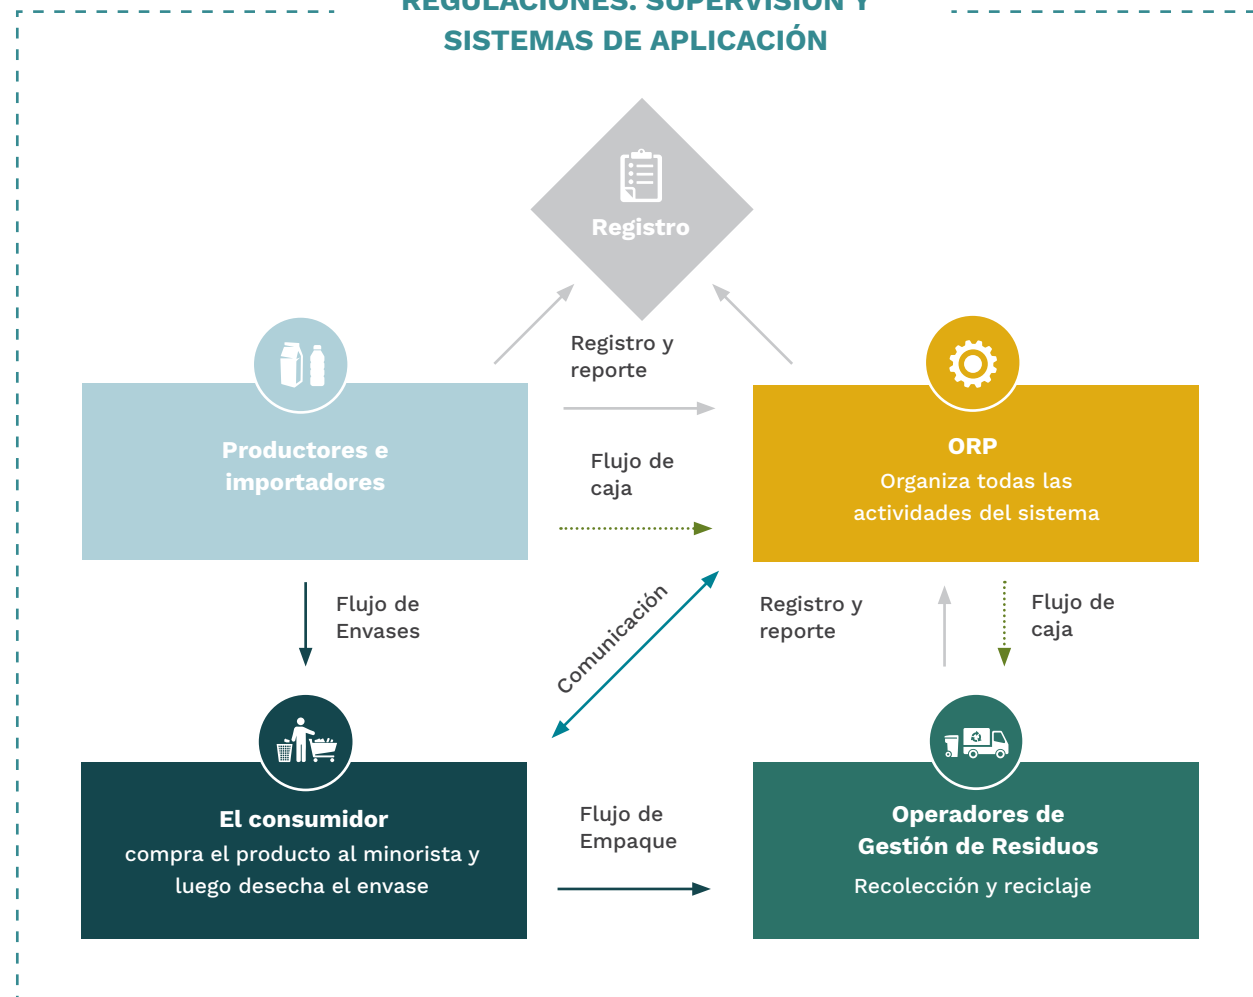 REGULACIONES: SUPERVISIÓN Y
SISTEMAS DE APLICACIÓN
Registro
Registro y
reporte
Productores e
importadores
Flujo de
caja
ORP
Organiza todas las
actividades del sistema
Flujo de
Envases
Comunicación
Registro y
reporte
Flujo de
caja
El consumidor
compra el producto al minorista y
luego desecha el envase
Flujo de
Empaque
Operadores de
Gestión de Residuos
Recolección y reciclaje